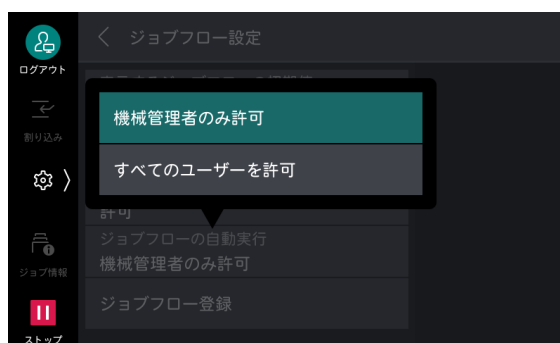 ログアウト
ジョブフロー設定
割り込み
機械管理者のみ許可
すべてのユーザーを許可
許可
ジョブフローの自動実行
機械管理者のみ許可
ジョブ情報
ジョブフロー登録
ストップ